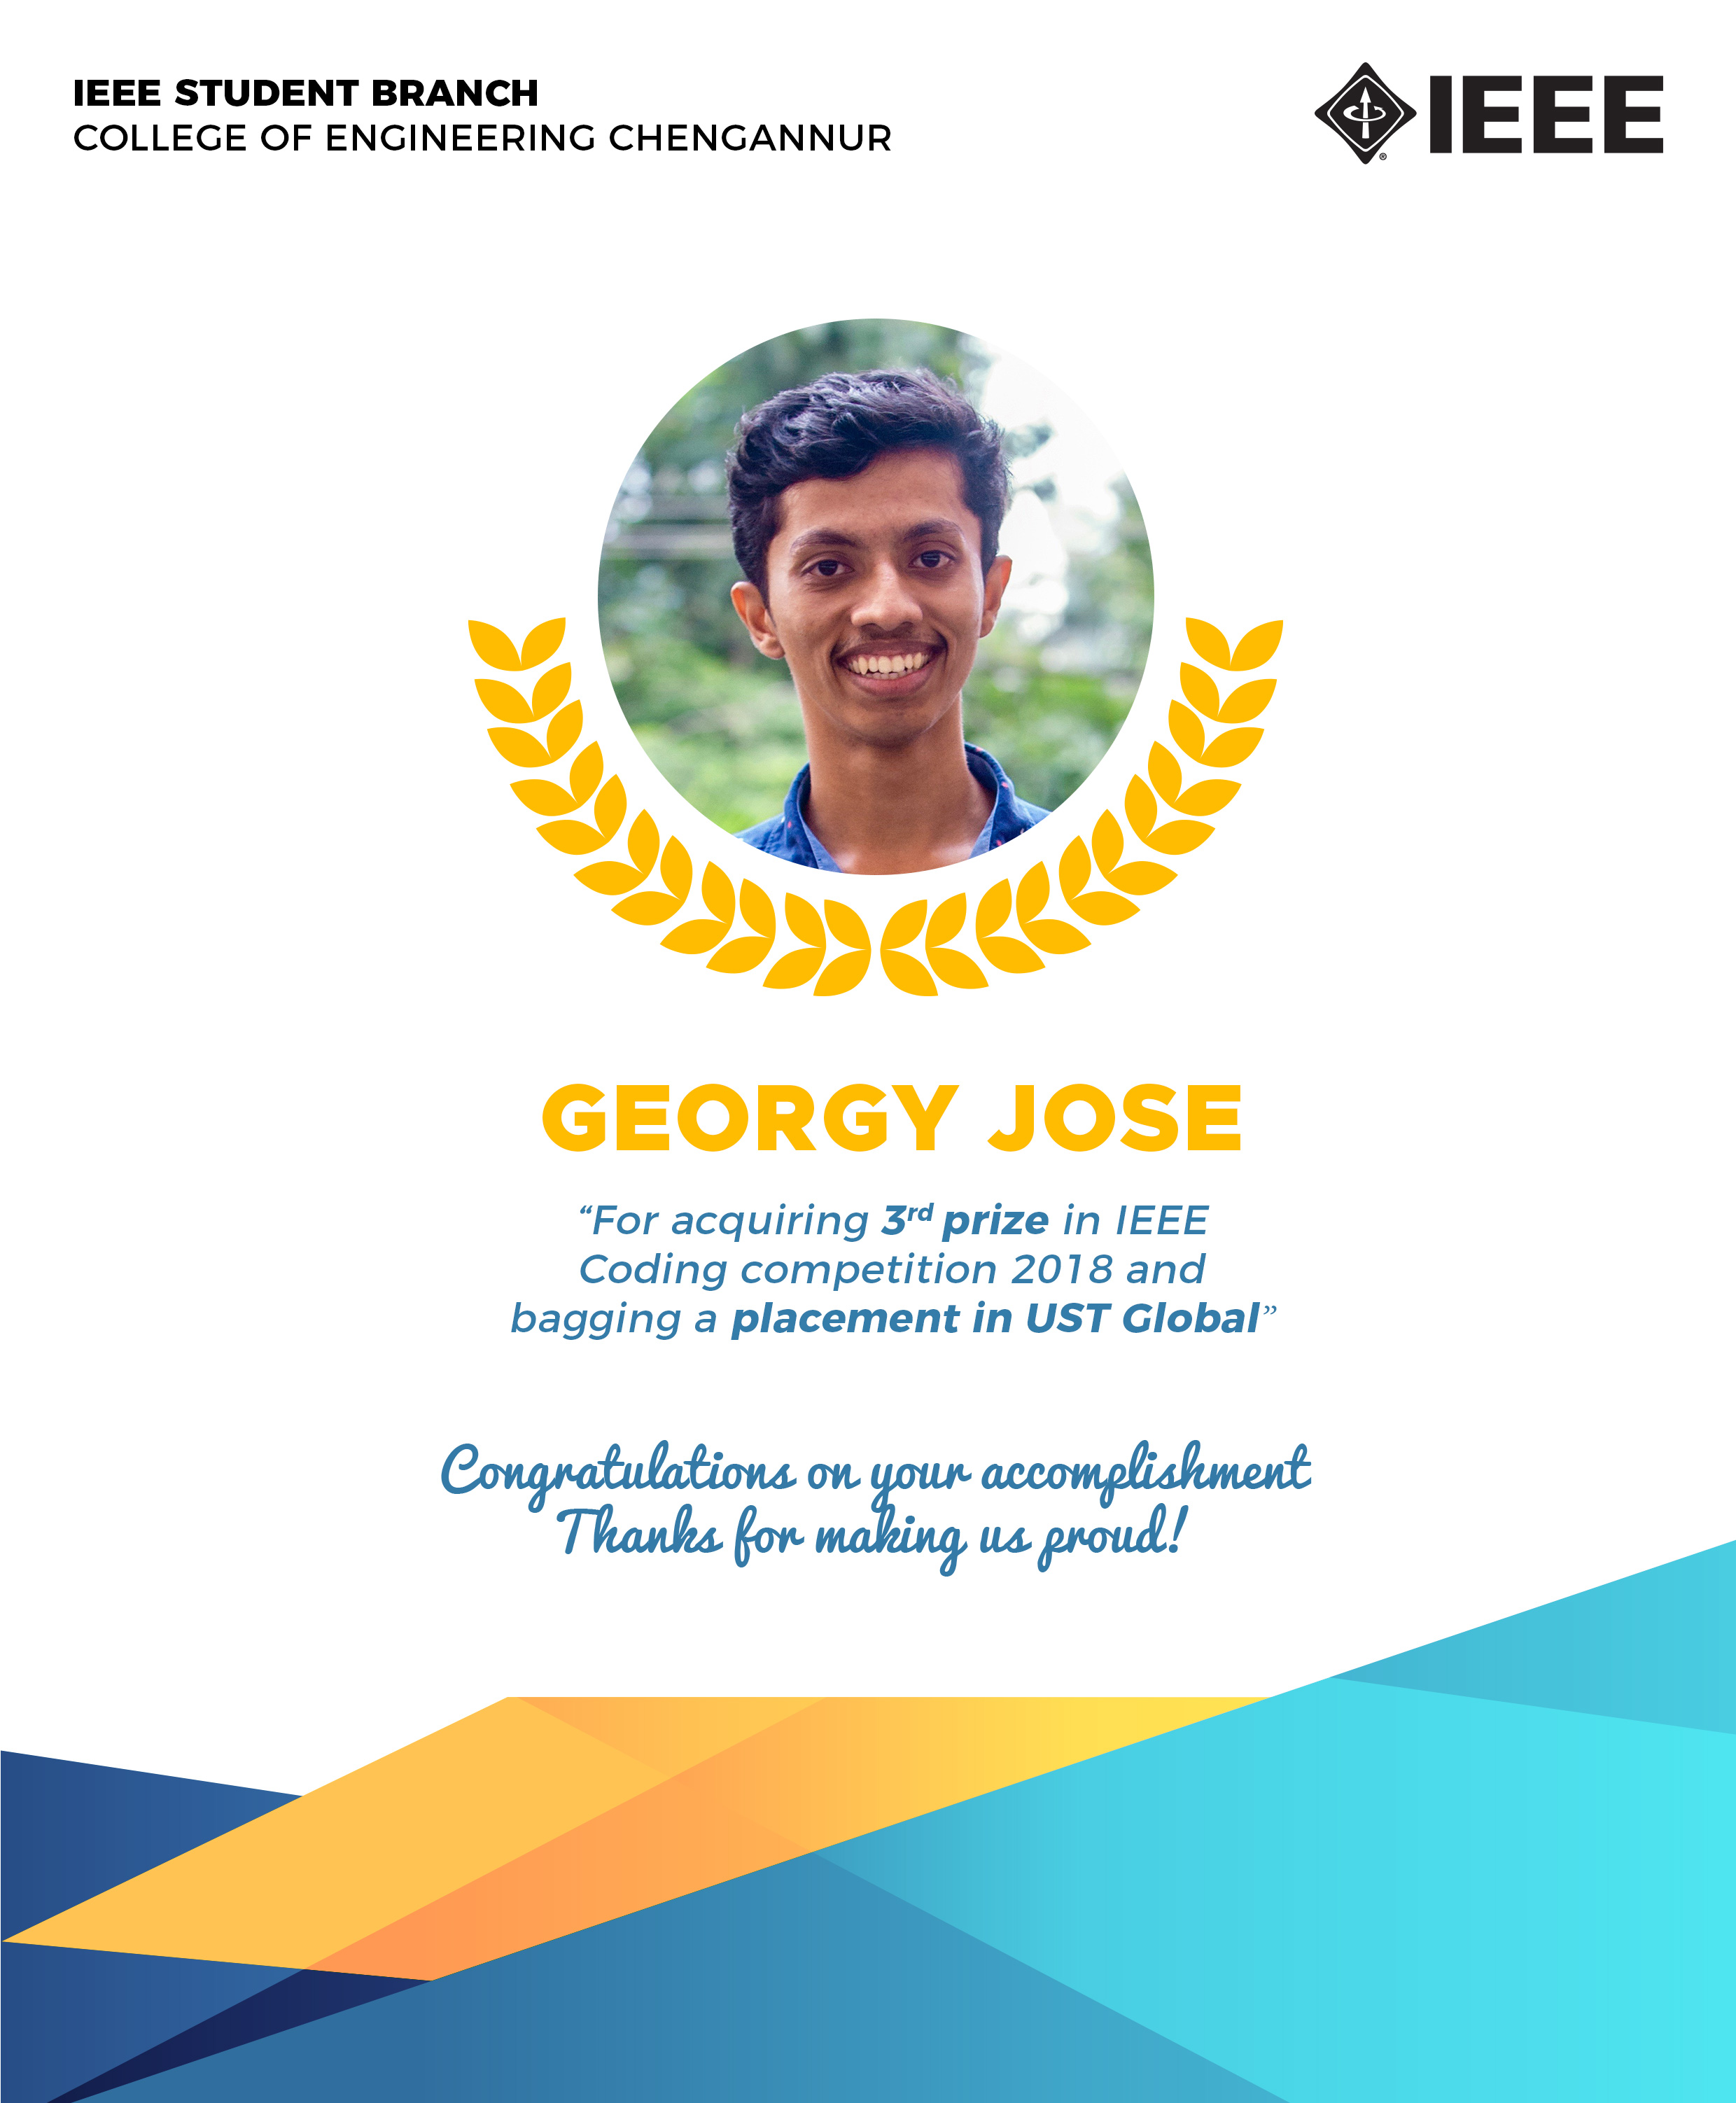 IEEE STUDENT BRANCH
COLLEGE OF ENGINEERING CHENGANNUR
IEEE
®
GEORGY JOSE
“For acquiring 3rd prize in IEEE
Coding competition 2018 and
bagging a placement in UST Global”
Congratulations on your accomplishment
Thanks for making us proud!